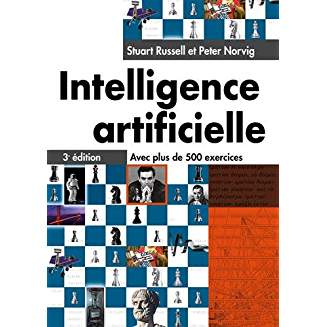 Stuart Russell et Peter Norvig
Intelligence
artificielle
3e édition
Avec plus de 500 exercices